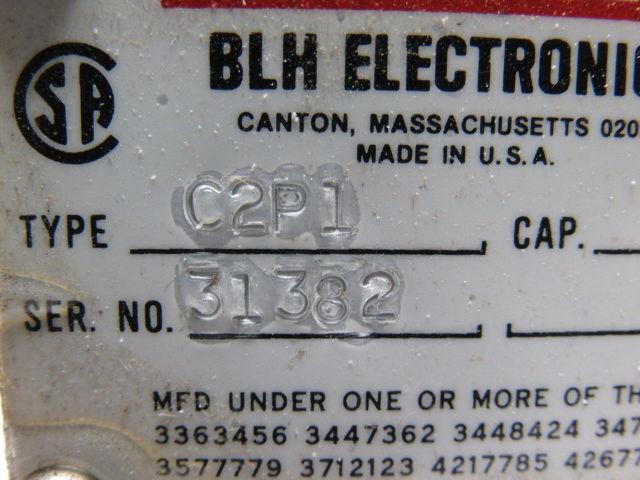 CSA
BLH ELECTRONIC
CANTON, MASSACHUSETTS 020
MADE IN U.S.A.
TYPE C2P1 CAP.
SER. NO. 31382
MFD UNDER ONE OR MORE OF TH
3363456 3447362 3448424 347
3577779 3712123 4217785 42677